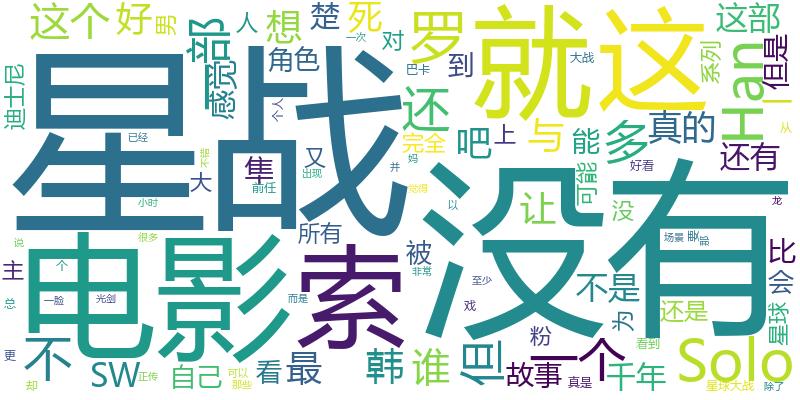 星战
没有
电影
就这
索
罗
Han
Solo
SW
这个
好
男
部
人
楚
想
死
对
一次
感觉
角色
到
巴卡
大战
系列
这部
但是
迪士尼
还
吧
上
与
能
多
真的
还有
从
已经
个人
完全
妈
并
不错
隼
又
大
前任
出现
觉得
可能
好看
小时
以
让
没
龙
说
很多
所有
被
非常
场景
要
那
主
个
至少
不是
比
会
总
一脸
光剑
而是
戏
为
还是
星球
更
不
SW
正传
自己
可以
那些
看
最
韩
谁
但
粉
一个
看到
故事
真是
千年
却
星球大战
除了